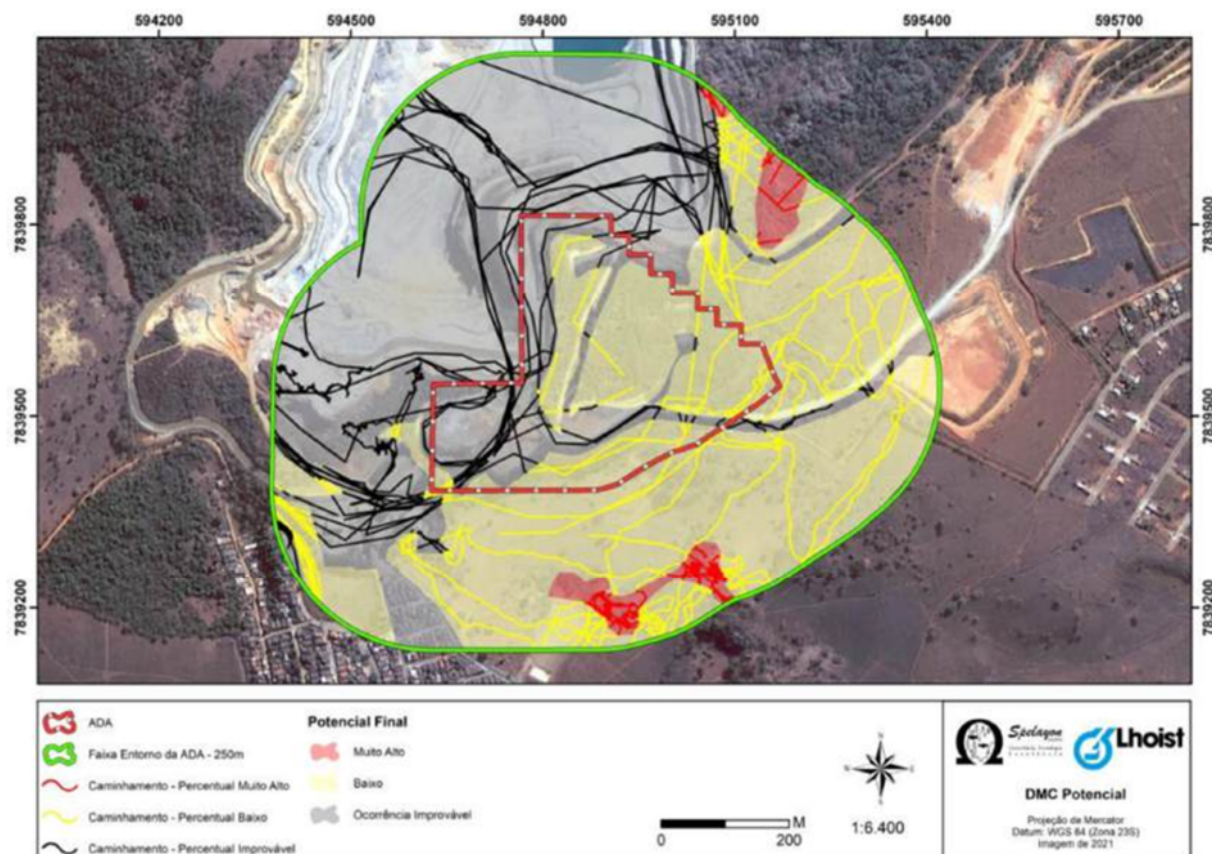 594200 594500 594800 595100 595400 595700
7839800 7839800
7839500 7839500
7839200 7839200
ADA
Faixa Entorno da ADA - 250m
Caminhamento - Percentual Muito Alto
Caminhamento - Percentual Baixo
Caminhamento - Percentual Improvável
Potencial Final
Muito Alto
Baixo
Ocorrência Improvável
N
M
0 200
1:6.400
Spelayon
Lhoist
DMC Potencial
Projeção de Mercator
Datum: WGS 84 (Zona 23S)
Imagem de 2021